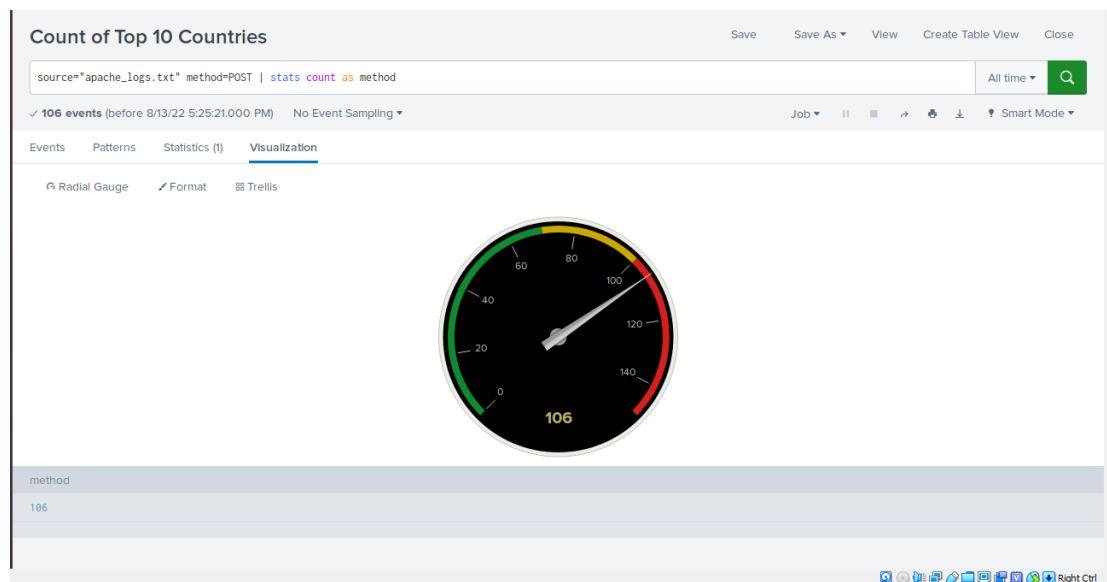 Count of Top 10 Countries
Save Save As View Create Table View Close
source="apache_logs.txt" method=POST | stats count as method
All time
106 events (before 8/13/22 5:25:21.000 PM) No Event Sampling
Job Smart Mode
Events Patterns Statistics (1) Visualization
Radial Gauge Format Trellis
0
20
40
60
80
100
120
140
106
method
106
Right Ctrl